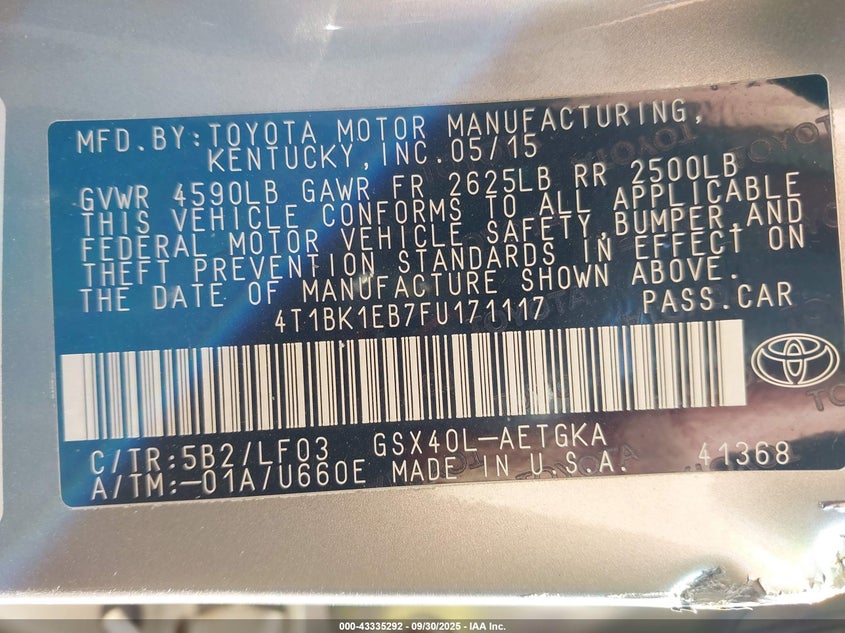 MFD.BY:TOYOTA MOTOR MANUFACTURING,
KENTUCKY,INC.05/15
GVWR 4590LB GAWR FR 2625LB RR 2500LB
THIS VEHICLE CONFORMS TO ALL APPLICABLE
FEDERAL MOTOR VEHICLE SAFETY,BUMPER,AND
THEFT PREVENTION STANDARDS IN EFFECT ON
THE DATE OF MANUFACTURE SHOWN ABOVE.
4T1BK1EB7FU171117 PASS.CAR
C/TR:5B2/LF03 GSX40L-AETGKA
A/TM:-01A/U660E MADE IN U.S.A. 41368
000-43335292 - 09/30/2025 - IAA Inc.